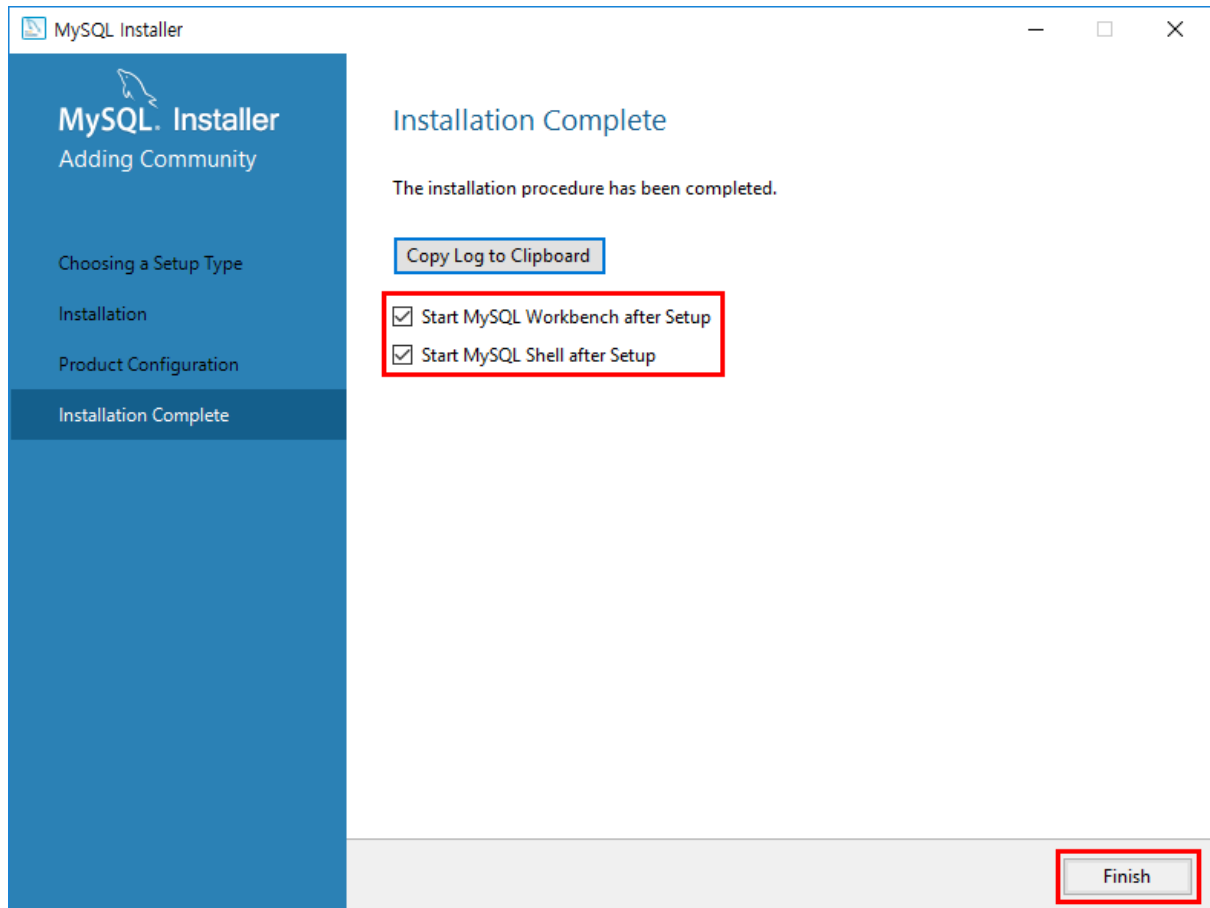 MySQL Installer
MySQL. Installer
Adding Community
Choosing a Setup Type
Installation
Product Configuration
Installation Complete
Installation Complete
The installation procedure has been completed.
Copy Log to Clipboard
Start MySQL Workbench after Setup
Start MySQL Shell after Setup
Finish